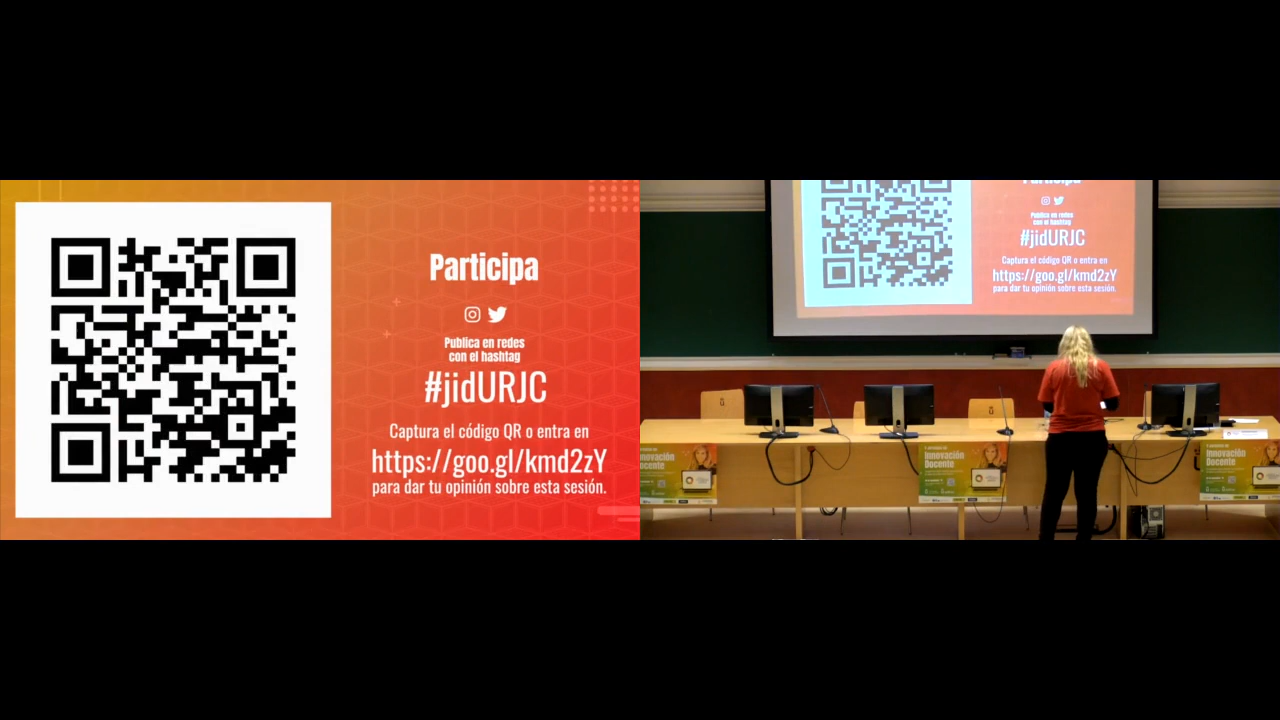 Participa
Publica en redes
con el hashtag
#jidURJC
Captura el código QR o entra en
https://goo.gl/kmd2zY
para dar tu opinión sobre esta sesión.
Participa
Publica en redes
con el hashtag
#jidURJC
Captura el código QR o entra en
https://goo.gl/kmd2zY
para dar tu opinión sobre esta sesión.
Innovación
Docente
Innovación
Docente
Innovación
Docente